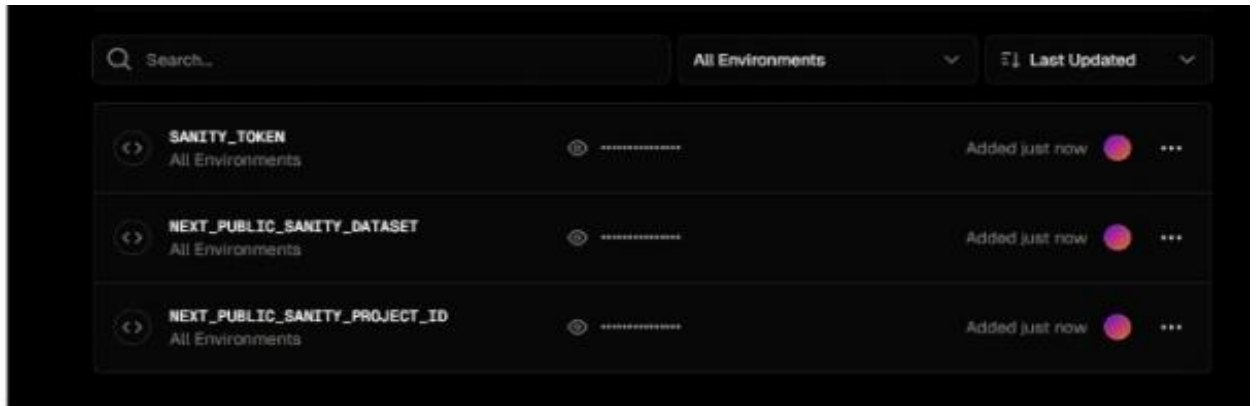 Search...
All Environments
Last Updated
SANITY_TOKEN
All Environments
Added just now
NEXT_PUBLIC_SANITY_DATASET
All Environments
Added just now
NEXT_PUBLIC_SANITY_PROJECT_ID
All Environments
Added just now